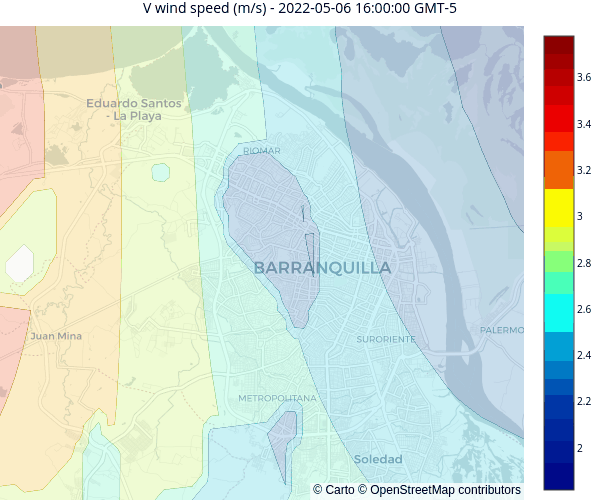 V wind speed (m/s) - 2022-05-06 16:00:00 GMT-5
Eduardo Santos
- La Playa
RIOMAR
BARRANQUILLA
Juan Mina
SURORIENTE
PALERMO
METROPOLITANA
Soledad
© Carto © OpenStreetMap contributors
3.6
3.4
3.2
3
2.8
2.6
2.4
2.2
2